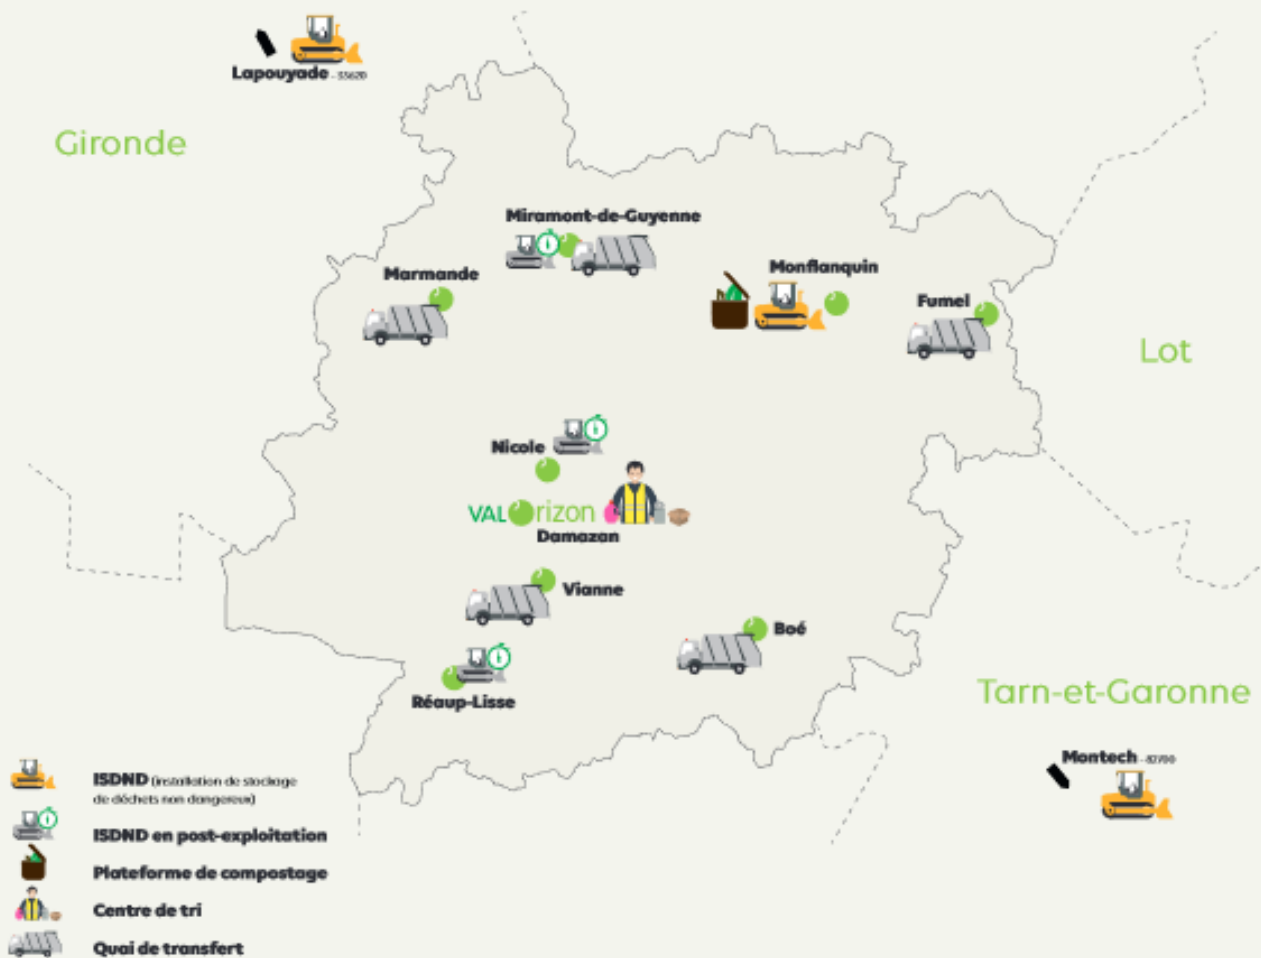 Lapouyade - 33620
Gironde
Miramont-de-Guyenne
Marmande
Monflanquin
Fumel
Lot
Nicole
VALOrizon
Damazan
Vianne
Boé
Réaup-Lisse
Tarn-et-Garonne
Montech - 82700
ISDND (installation de stockage
de déchets non dangereux)
ISDND en post-exploitation
Plateforme de compostage
Centre de tri
Quai de transfert